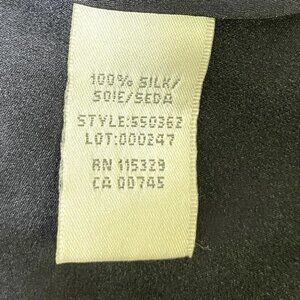 100% SILK/
SOIE/SEDA
STYLE:550362
LOT:000247
RN 115329
CA 00745